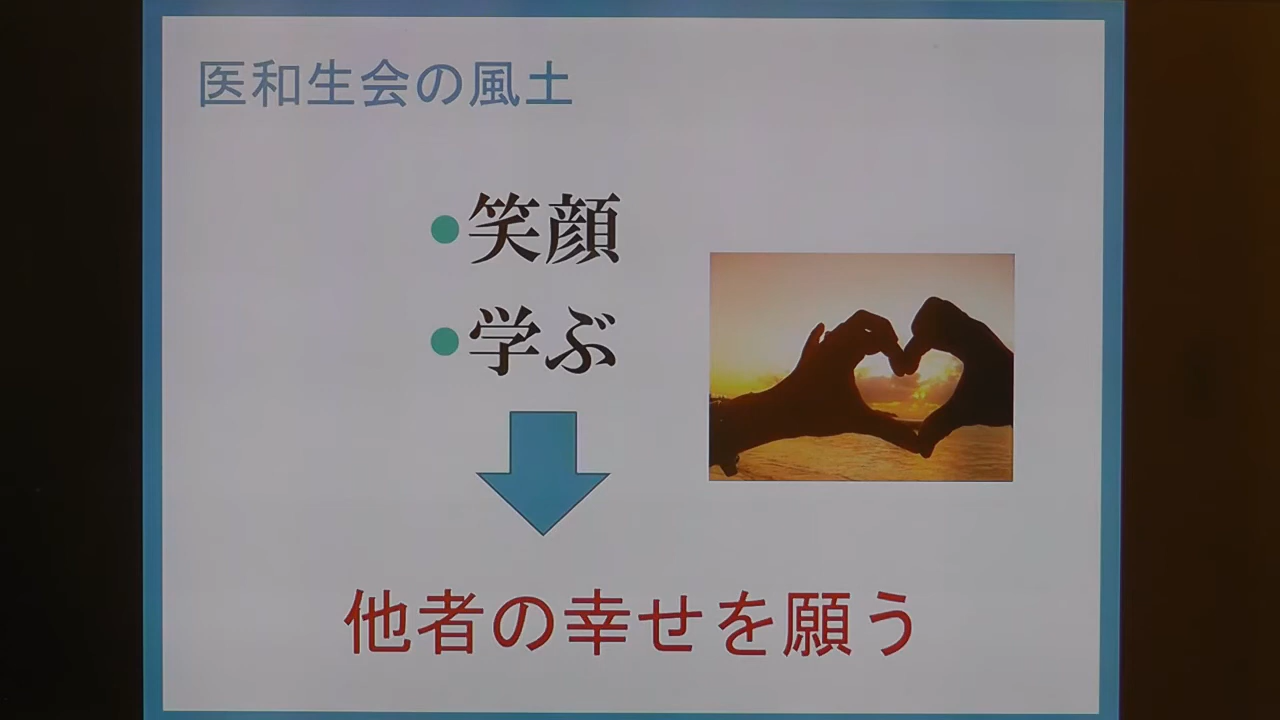 医和生会の風土
●笑顔
●学ぶ
他者の幸せを願う